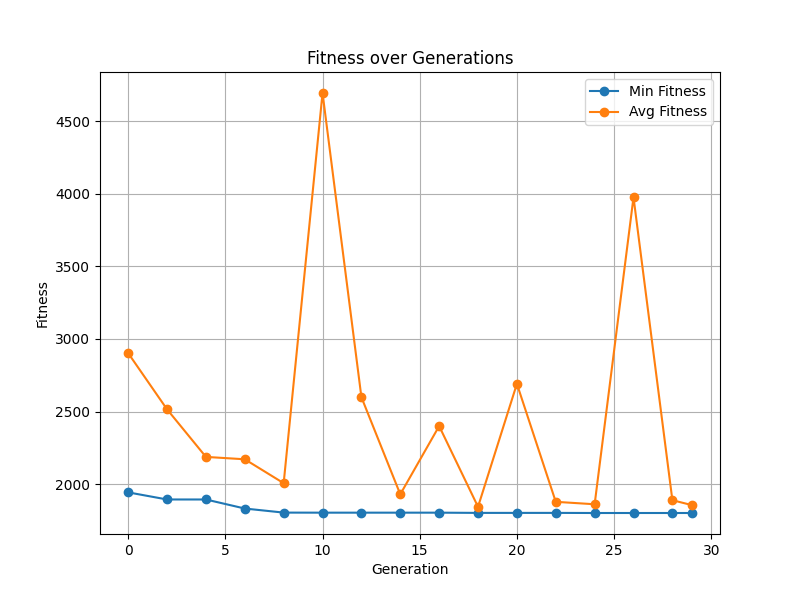 Fitness over Generations
Min Fitness
Avg Fitness
4500
4000
3500
3000
2500
2000
Fitness
0 5 10 15 20 25 30
Generation